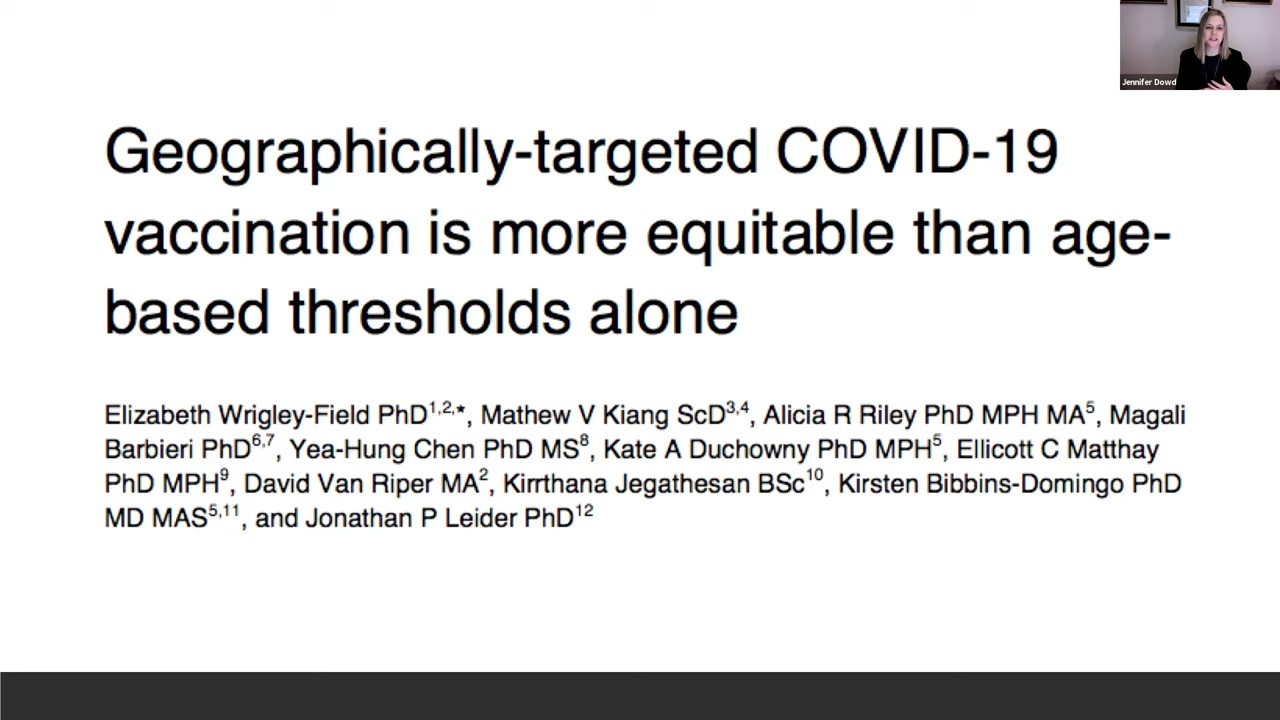 Jennifer Dowd
Geographically-targeted COVID-19
vaccination is more equitable than age-
based thresholds alone
Elizabeth Wrigley-Field PhD1,2,*, Mathew V Kiang ScD3,4, Alicia R Riley PhD MPH MA5, Magali
Barbieri PhD6,7, Yea-Hung Chen PhD MS8, Kate A Duchowny PhD MPH5, Ellicott C Matthay
PhD MPH9, David Van Riper MA2, Kirrthana Jegathesan BSc10, Kirsten Bibbins-Domingo PhD
MD MAS5,11, and Jonathan P Leider PhD12